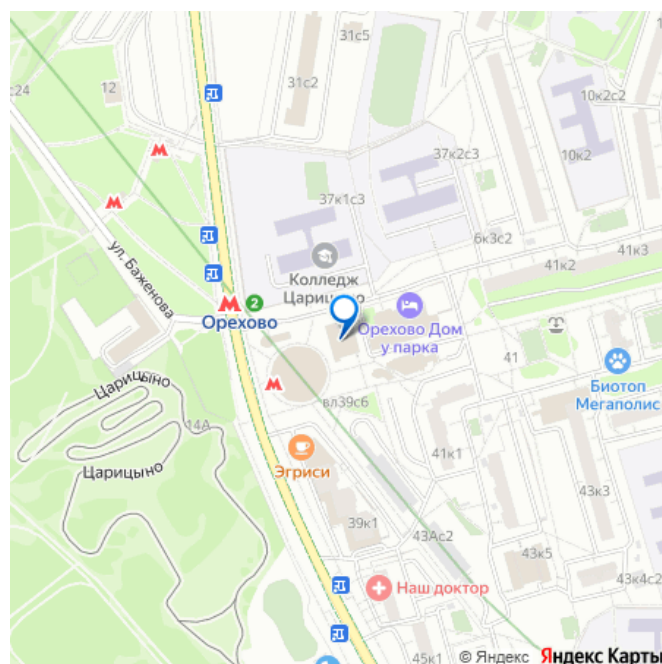 31с5
31с2
с24
12
10к2с2
37к2с3
10к2
37к1с3
6к3с2
41к3
41к2
ул. Баженова
Колледж
Царицыно
2
Орехово
Орехово Дом
у парка
41
Биотоп
Мегаполис
Царицыно
14А
вл39с6
Царицыно
Эгриси
41к1
43к3
39к1
43Ас2
43к5
43к4с2
Наш доктор
45к1
© Яндекс Яндекс Карты